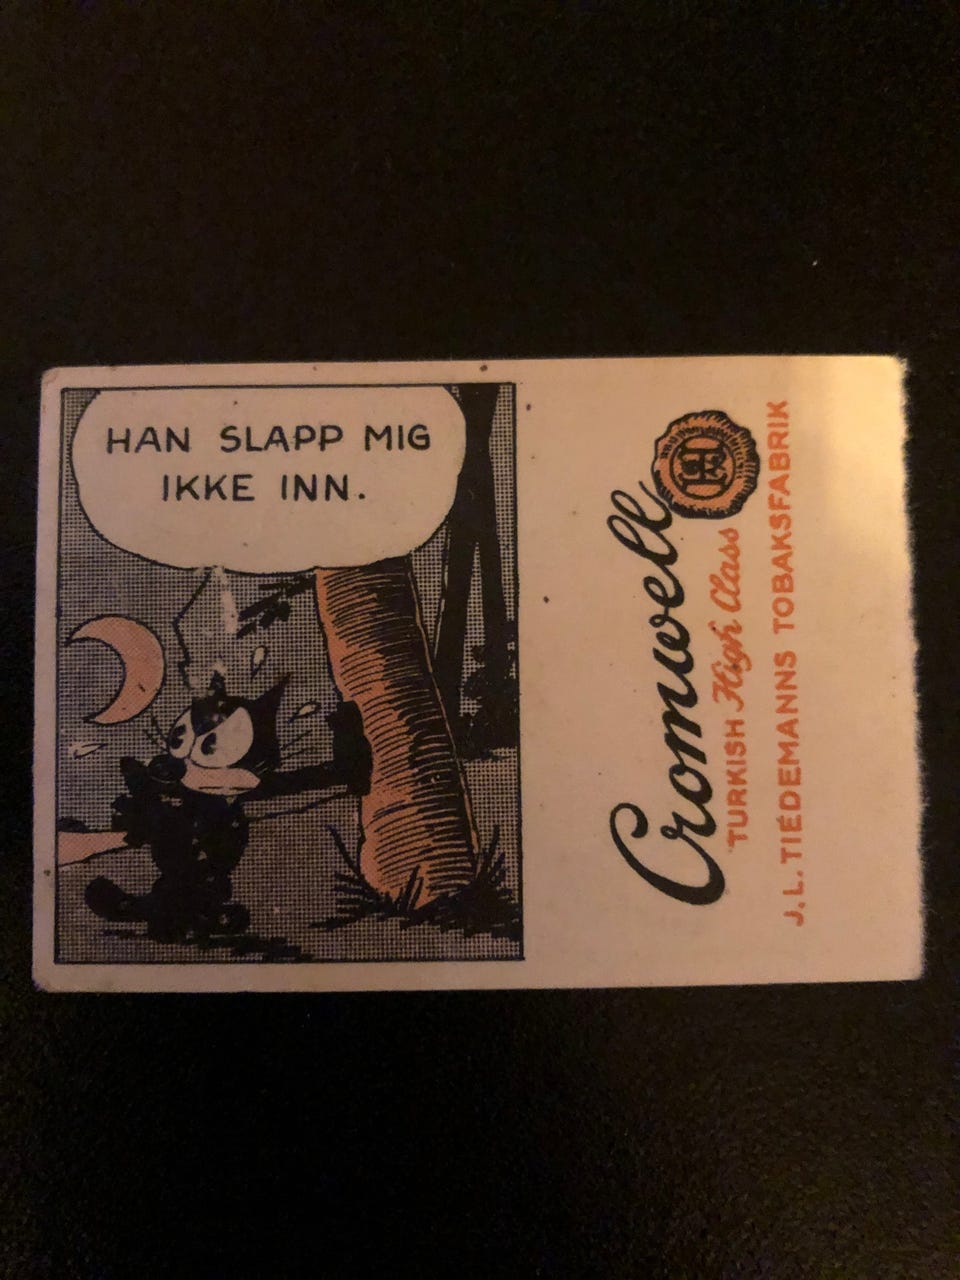 HAN SLAPP MIG
IKKE INN.
Cromwell
TURKISH High Class
J. L. TIEDEMANNS TOBAKSFABRIK